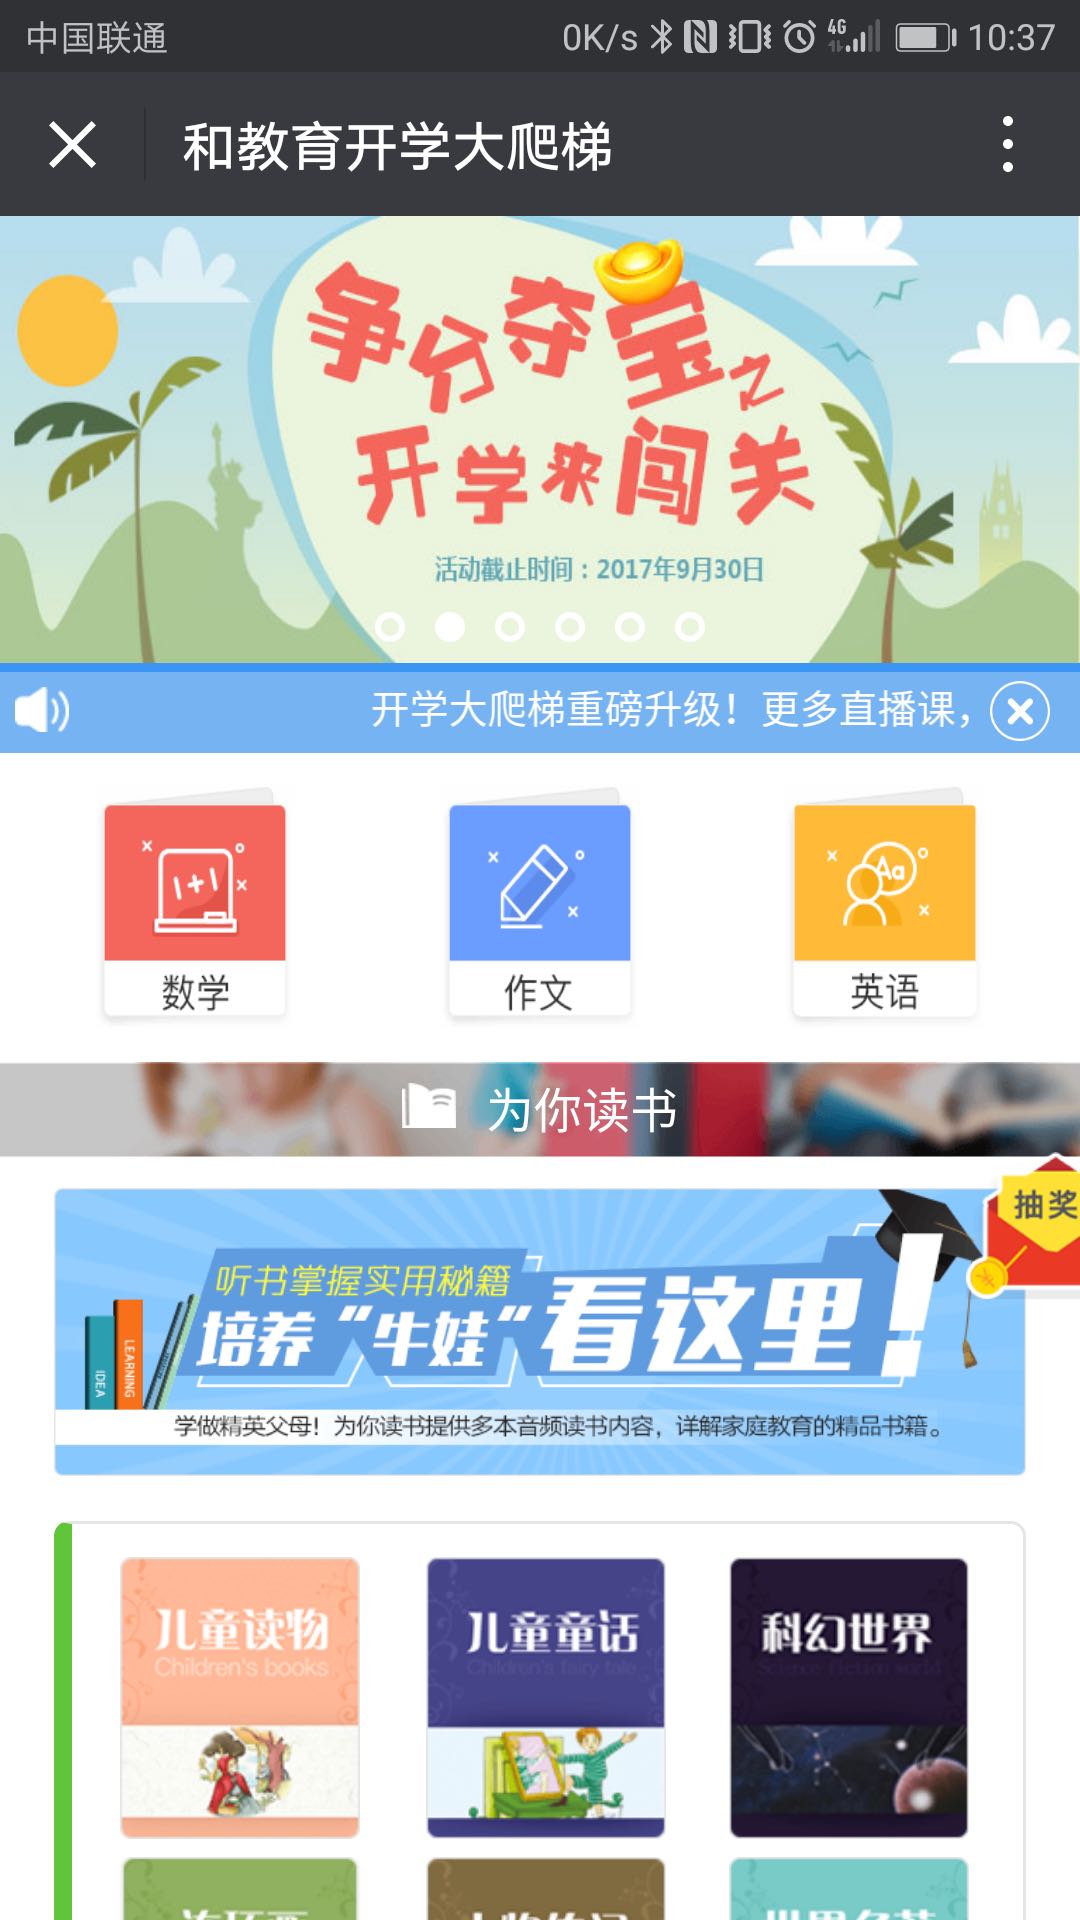 中国联通
0K/s 4G 10:37
和教育开学大爬梯
争分夺宝之
开学来闯关
活动截止时间：2017年9月30日
开学大爬梯重磅升级！更多直播课，
1+1
Aa
数学 作文 英语
为你读书
抽奖
听书掌握实用秘籍
培养“牛娃”看这里！
IDEA
LEARNING
学做精英父母！为你读书提供多本音频读书内容，详解家庭教育的精品书籍。
儿童读物 儿童童话 科幻世界
Children's books Children's fairy tale Science fiction world